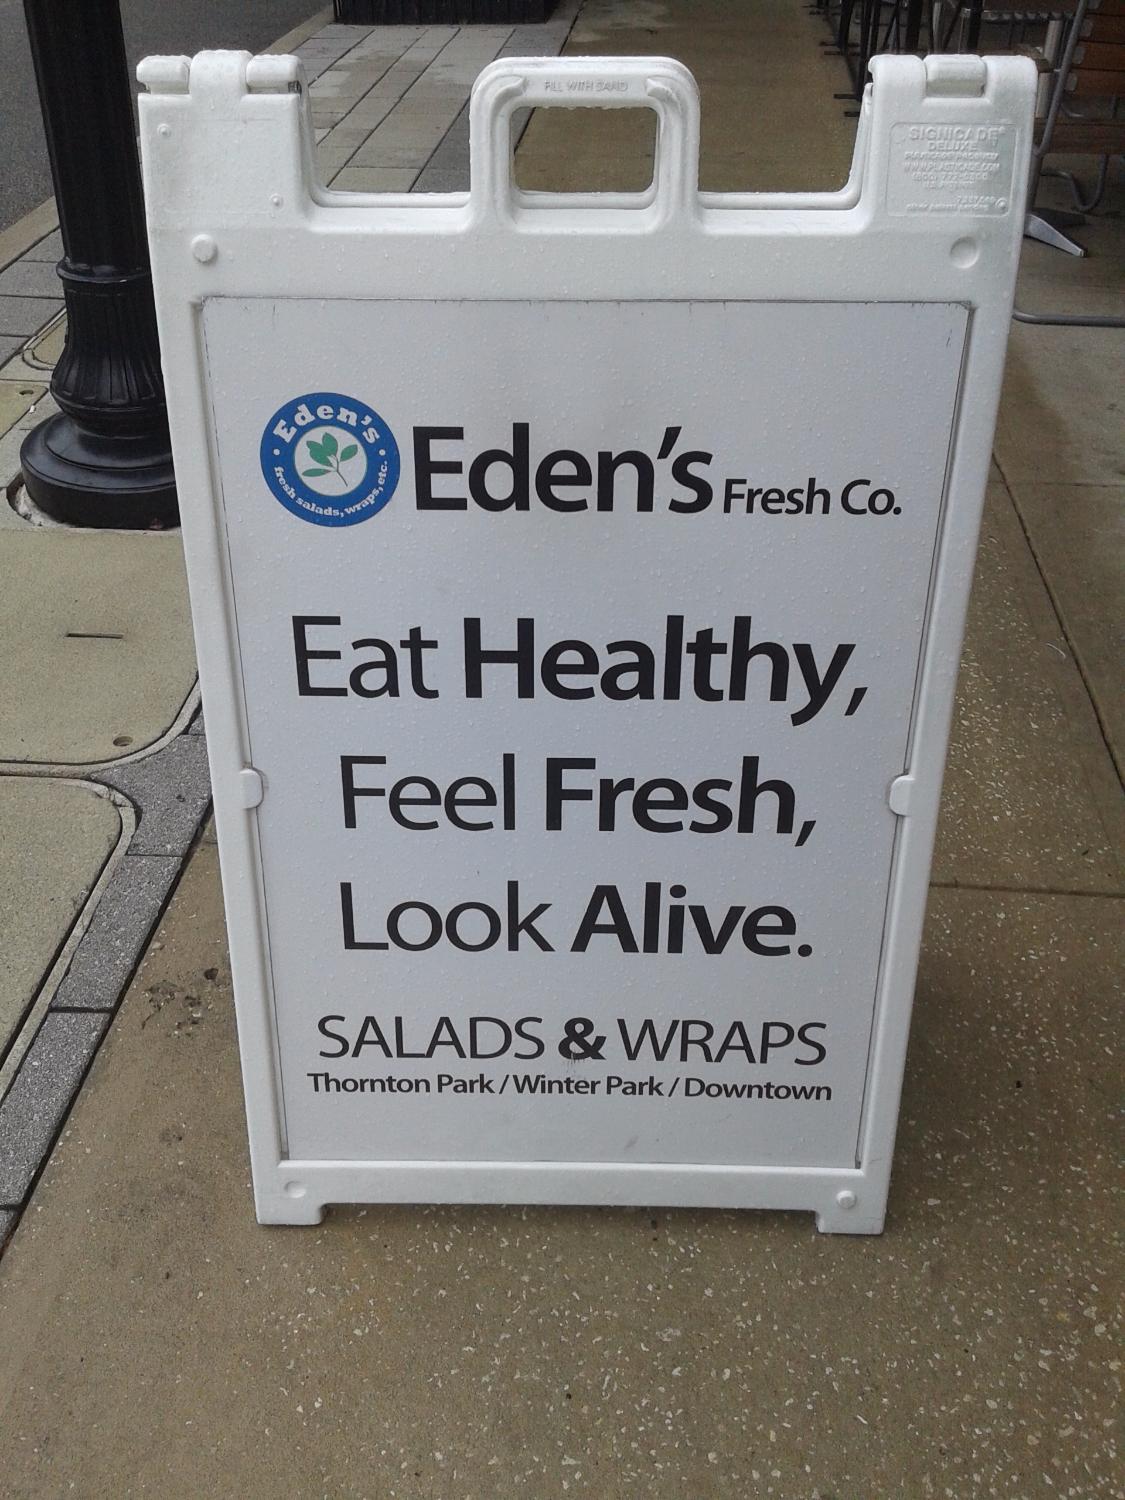 FILL WITH SAND
SIGNICADE®
DELUXE
Eden's
fresh salads, wraps, etc.
Eden's Fresh Co.
Eat Healthy,
Feel Fresh,
Look Alive.
SALADS & WRAPS
Thornton Park / Winter Park / Downtown